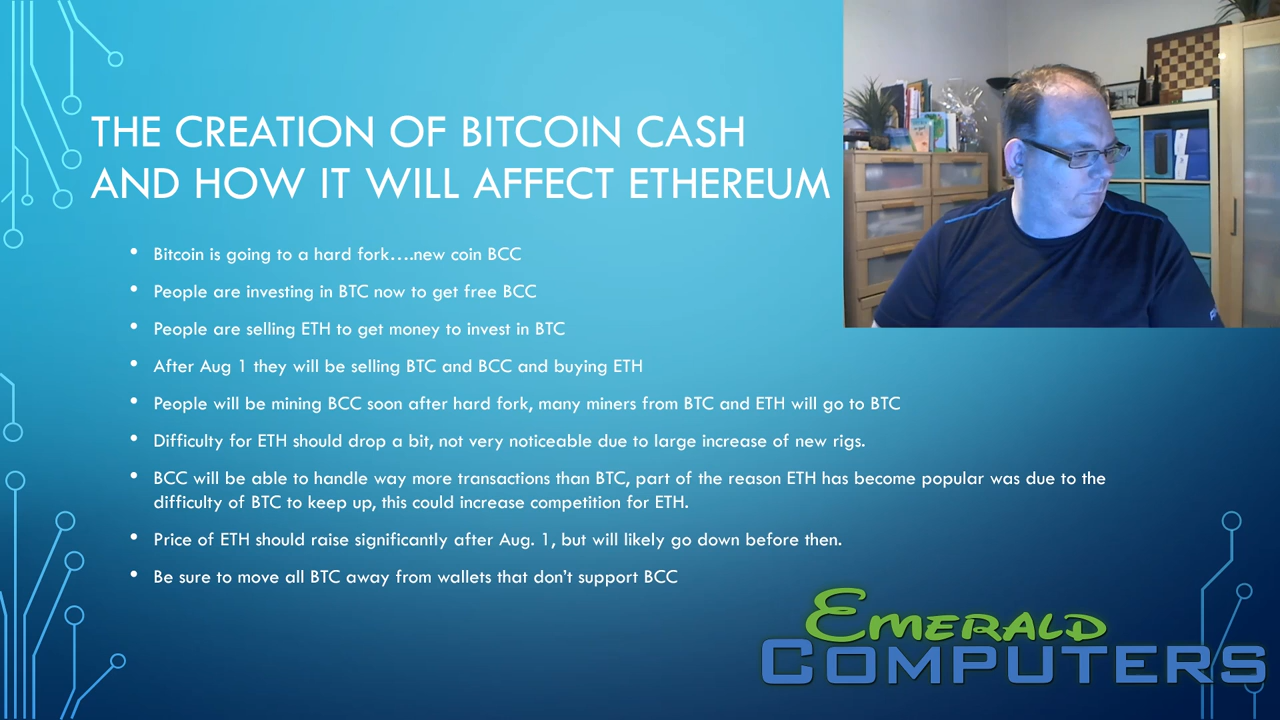 THE CREATION OF BITCOIN CASH
AND HOW IT WILL AFFECT ETHEREUM
• Bitcoin is going to a hard fork….new coin BCC
• People are investing in BTC now to get free BCC
• People are selling ETH to get money to invest in BTC
• After Aug 1 they will be selling BTC and BCC and buying ETH
• People will be mining BCC soon after hard fork, many miners from BTC and ETH will go to BTC
• Difficulty for ETH should drop a bit, not very noticeable due to large increase of new rigs.
• BCC will be able to handle way more transactions than BTC, part of the reason ETH has become popular was due to the
difficulty of BTC to keep up, this could increase competition for ETH.
• Price of ETH should raise significantly after Aug. 1, but will likely go down before then.
• Be sure to move all BTC away from wallets that don’t support BCC
EMERALD
COMPUTERS